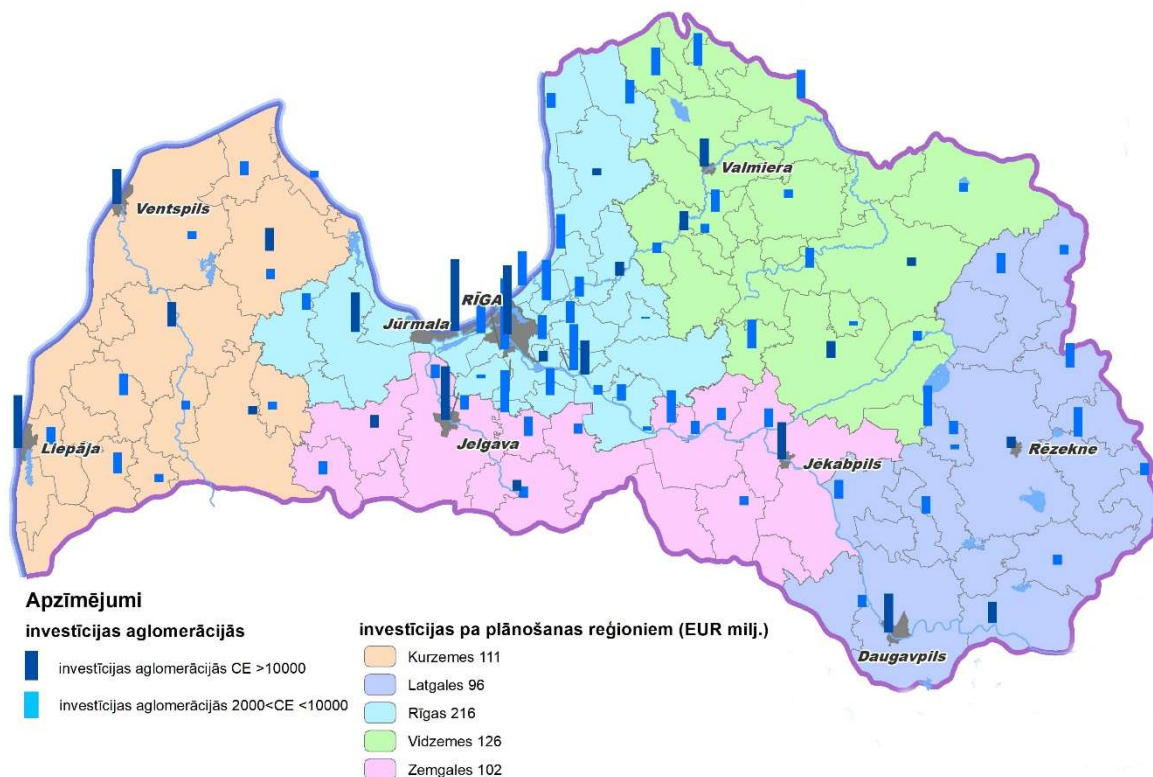 Ventspils
Valmiera
RĪGA
Jūrmala
Liepāja
Jelgava
Jēkabpils
Rēzekne
Daugavpils
Apzīmējumi
investīcijas aglomerācijās
investīcijas aglomerācijās CE >10000
investīcijas aglomerācijās 2000<CE <10000
investīcijas pa plānošanas reģioniem (EUR milj.)
Kurzemes 111
Latgales 96
Rīgas 216
Vidzemes 126
Zemgales 102